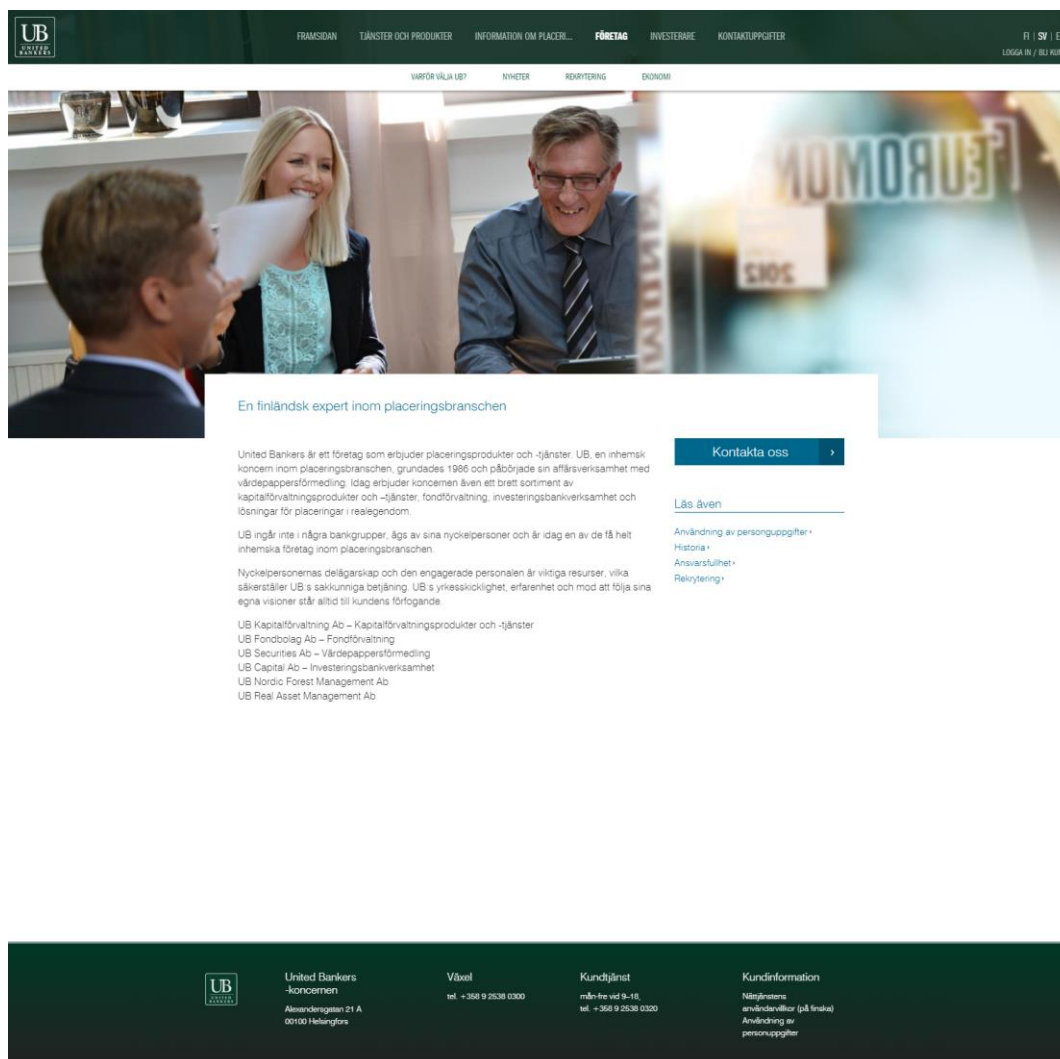 UB
UNITED
BANKERS
FRAMSIDAN TJÄNSTER OCH PRODUKTER INFORMATION OM PLACERI... FÖRETAG INVESTERARE KONTAKTUPPGIFTER
FI | SV | E
LOGGA IN / BLI KUN
VARFÖR VÄLJA UB? NYHETER REKRYTERING EKONOMI
EUROMON
2012
En finländsk expert inom placeringsbranschen
United Bankers är ett företag som erbjuder placeringsprodukter och -tjänster. UB, en inhemsk
koncern inom placeringsbranschen, grundades 1986 och påbörjade sin affärsverksamhet med
värdepappersförmedling. Idag erbjuder koncernen även ett brett sortiment av
kapitalförvaltningsprodukter och –tjänster, fondförvaltning, investeringsbankverksamhet och
lösningar för placeringar i realegendom.
UB ingår inte i några bankgrupper, ägs av sina nyckelpersoner och är idag en av de få helt
inhemska företag inom placeringsbranschen.
Nyckelpersonernas delägarskap och den engagerade personalen är viktiga resurser, vilka
säkerställer UB:s sakkunniga betjäning. UB:s yrkesskicklighet, erfarenhet och mod att följa sina
egna visioner står alltid till kundens förfogande.
UB Kapitalförvaltning Ab – Kapitalförvaltningsprodukter och -tjänster
UB Fondbolag Ab – Fondförvaltning
UB Securities Ab – Värdepappersförmedling
UB Capital Ab – Investeringsbankverksamhet
UB Nordic Forest Management Ab
UB Real Asset Management Ab
Kontakta oss ›
Läs även
Användning av personguppgifter ›
Historia ›
Ansvarsfullhet ›
Rekrytering ›
UB
UNITED
BANKERS
United Bankers
-koncernen
Alexandersgatan 21 A
00100 Helsingfors
Växel
tel. +358 9 2538 0300
Kundtjänst
mån-fre vid 9–18,
tel. +358 9 2538 0320
Kundinformation
Nättjänstens
användarvillkor (på finska)
Användning av
personuppgifter